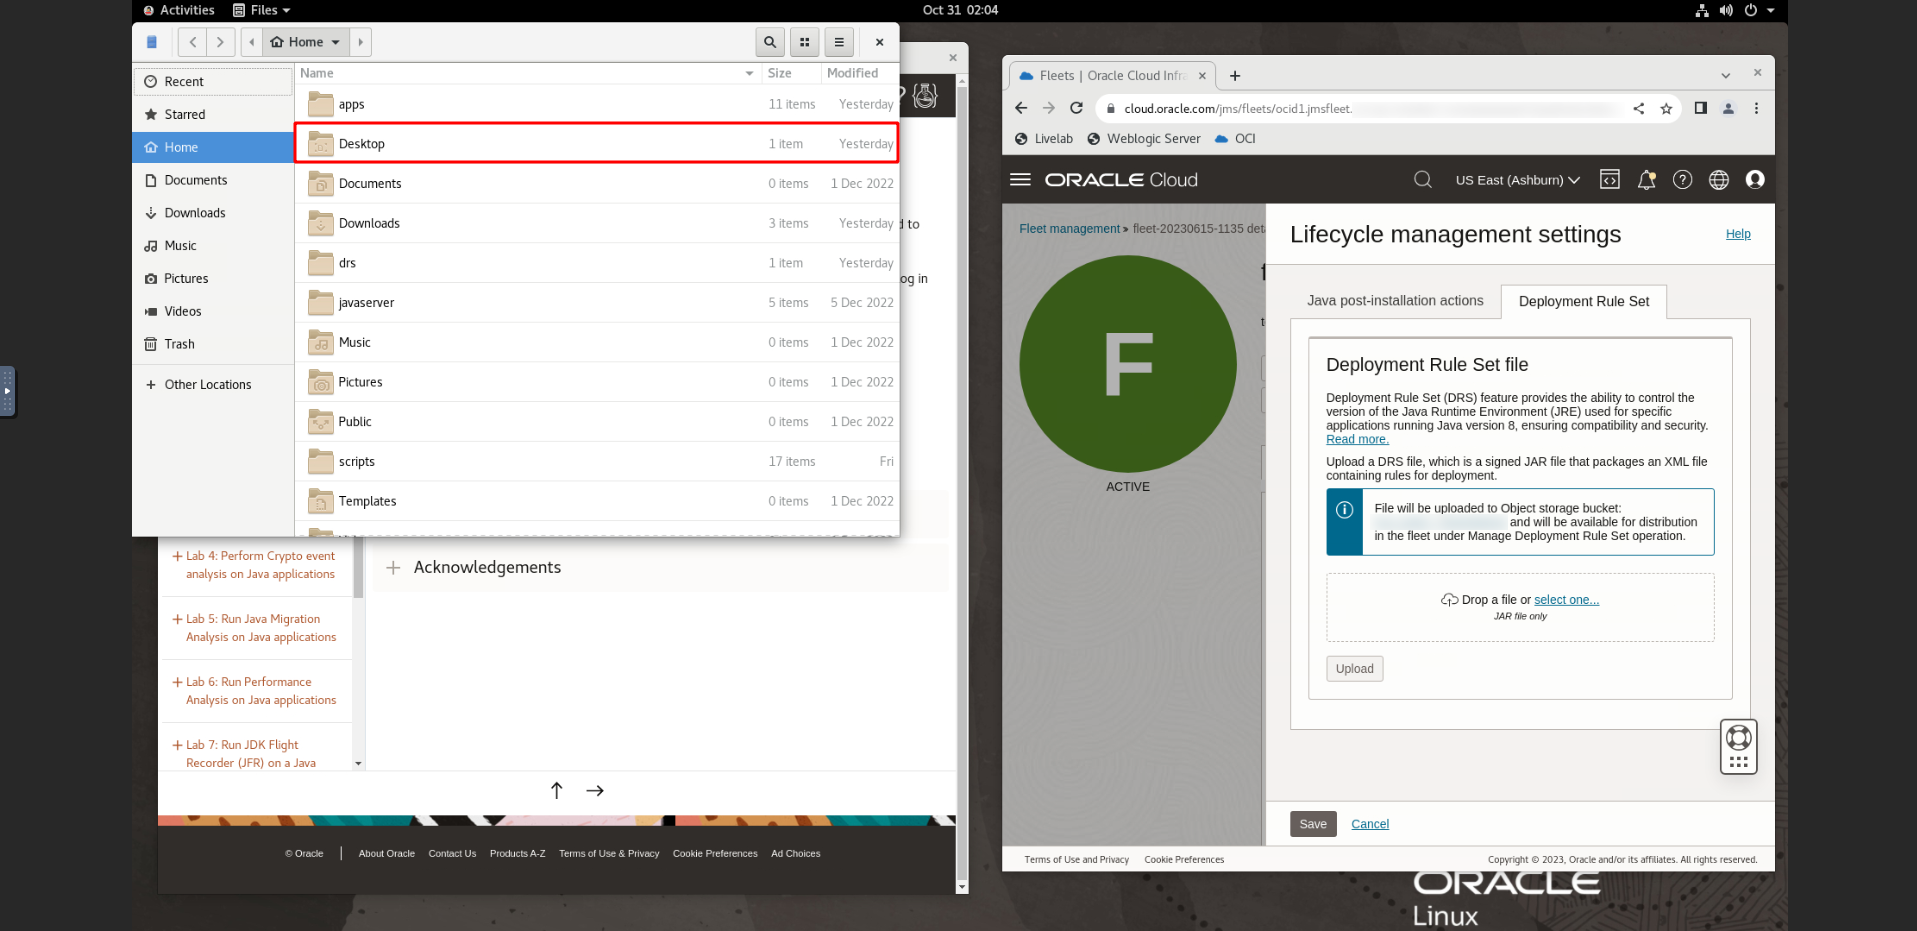 Activities Files Oct 31 02:04
Home
Name Size Modified
Recent
Starred
Home
Documents
Downloads
Music
Pictures
Videos
Trash
Other Locations
apps 11 items Yesterday
Desktop 1 item Yesterday
Documents 0 items 1 Dec 2022
Downloads 3 items Yesterday
drs 1 item Yesterday
javaserver 5 items 5 Dec 2022
Music 0 items 1 Dec 2022
Pictures 0 items 1 Dec 2022
Public 0 items 1 Dec 2022
scripts 17 items Fri
Templates 0 items 1 Dec 2022
d to
og in
+ Lab 4: Perform Crypto event
analysis on Java applications
+ Lab 5: Run Java Migration
Analysis on Java applications
+ Lab 6: Run Performance
Analysis on Java applications
+ Lab 7: Run JDK Flight
Recorder (JFR) on a Java
+ Acknowledgements
© Oracle | About Oracle Contact Us Products A-Z Terms of Use & Privacy Cookie Preferences Ad Choices
Fleets | Oracle Cloud Infra
cloud.oracle.com/jms/fleets/ocid1.jmsfleet.
Livelab Weblogic Server OCI
ORACLE Cloud US East (Ashburn)
Fleet management » fleet-20230615-1135 deta
F
ACTIVE
Lifecycle management settings Help
Java post-installation actions Deployment Rule Set
Deployment Rule Set file
Deployment Rule Set (DRS) feature provides the ability to control the
version of the Java Runtime Environment (JRE) used for specific
applications running Java version 8, ensuring compatibility and security.
Read more.
Upload a DRS file, which is a signed JAR file that packages an XML file
containing rules for deployment.
File will be uploaded to Object storage bucket:
and will be available for distribution
in the fleet under Manage Deployment Rule Set operation.
Drop a file or select one...
JAR file only
Upload
Save Cancel
Terms of Use and Privacy Cookie Preferences Copyright © 2023, Oracle and/or its affiliates. All rights reserved.
ORACLE
Linux